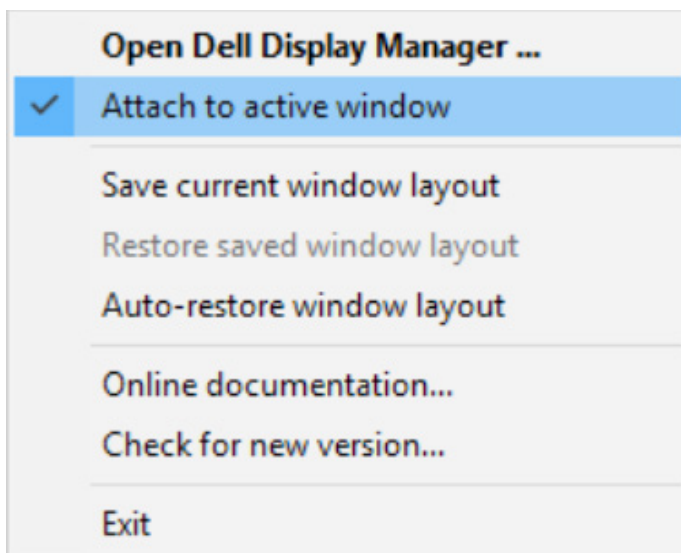 Open Dell Display Manager ...
Attach to active window
Save current window layout
Restore saved window layout
Auto-restore window layout
Online documentation...
Check for new version...
Exit